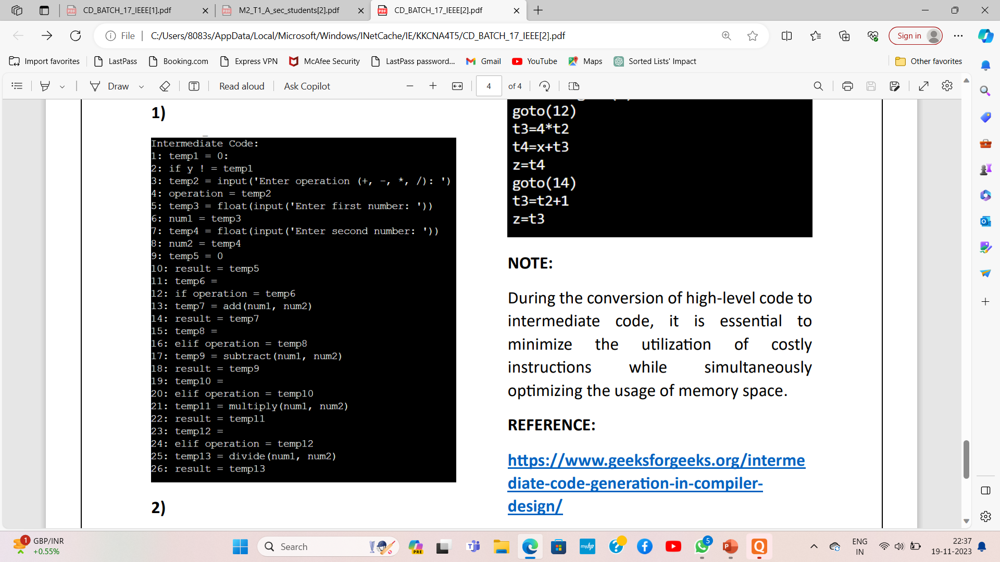 CD_BATCH_17_IEEE[1].pdf
M2_T1_A_sec_students[2].pdf
CD_BATCH_17_IEEE[2].pdf
File
C:/Users/8083s/AppData/Local/Microsoft/Windows/INetCache/IE/KKCNA4T5/CD_BATCH_17_IEEE[2].pdf
Sign in
Import favorites
LastPass
Booking.com
Express VPN
McAfee Security
LastPass password...
Gmail
YouTube
Maps
Sorted Lists' Impact
Other favorites
Draw
Read aloud
Ask Copilot
4
of 4
1)
Intermediate Code:
1: temp1 = 0:
2: if y ! = temp1
3: temp2 = input('Enter operation (+, -, *, /): ')
4: operation = temp2
5: temp3 = float(input('Enter first number: '))
6: num1 = temp3
7: temp4 = float(input('Enter second number: '))
8: num2 = temp4
9: temp5 = 0
10: result = temp5
11: temp6 =
12: if operation = temp6
13: temp7 = add(num1, num2)
14: result = temp7
15: temp8 =
16: elif operation = temp8
17: temp9 = subtract(num1, num2)
18: result = temp9
19: temp10 =
20: elif operation = temp10
21: temp11 = multiply(num1, num2)
22: result = temp11
23: temp12 =
24: elif operation = temp12
25: temp13 = divide(num1, num2)
26: result = temp13
2)
goto(12)
t3=4*t2
t4=x+t3
z=t4
goto(14)
t3=t2+1
z=t3
NOTE:
During the conversion of high-level code to
intermediate code, it is essential to
minimize the utilization of costly
instructions while simultaneously
optimizing the usage of memory space.
REFERENCE:
https://www.geeksforgeeks.org/interme
diate-code-generation-in-compiler-
design/
1
GBP/INR
+0.55%
Search
PRE
myhp
5
ENG
IN
22:37
19-11-2023